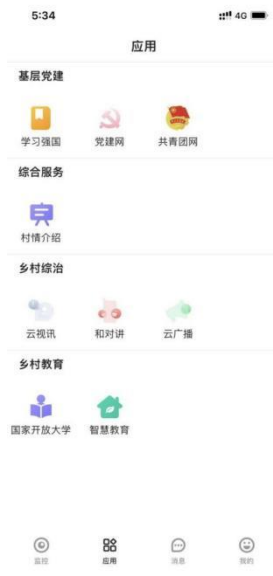 5:34 4G
应用
基层党建
学习强国 党建网 共青团网
综合服务
村情介绍
乡村综治
云视讯 和对讲 云广播
乡村教育
国家开放大学 智慧教育
监控 应用 消息 我的